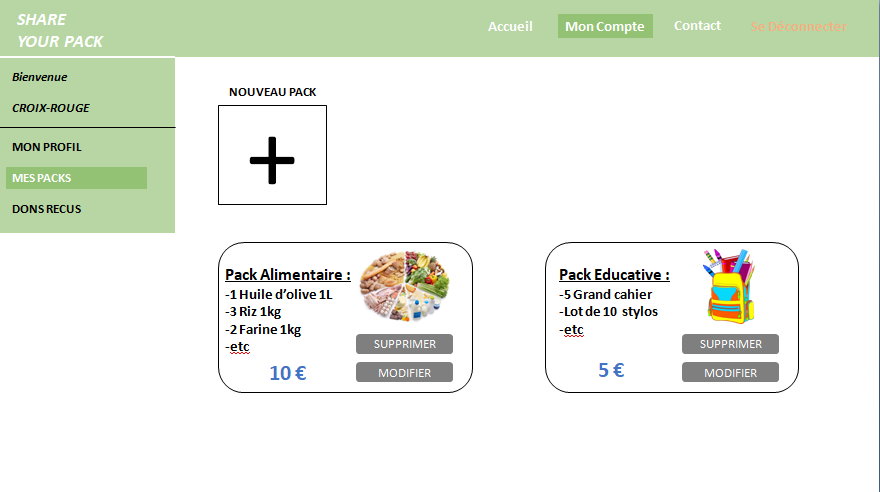 SHARE
YOUR PACK
Accueil
Mon Compte
Contact
Se Déconnecter
Bienvenue
CROIX-ROUGE
MON PROFIL
MES PACKS
DONS RECUS
NOUVEAU PACK
+
Pack Alimentaire :
-1 Huile d’olive 1L
-3 Riz 1kg
-2 Farine 1kg
-etc
10 €
SUPPRIMER
MODIFIER
Pack Educative :
-5 Grand cahier
-Lot de 10 stylos
-etc
5 €
SUPPRIMER
MODIFIER